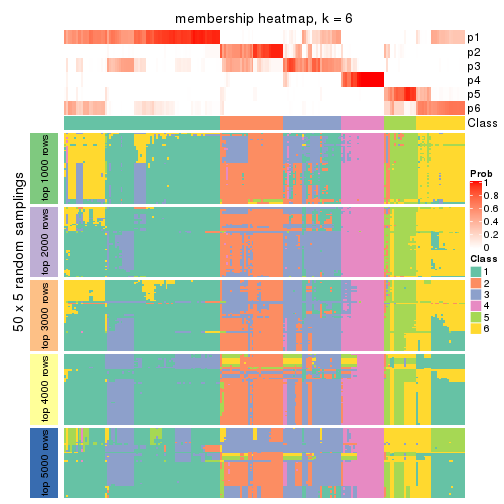 membership heatmap, k = 6
p1
p2
p3
p4
p5
p6
Class
50 x 5 random samplings
top 1000 rows
top 2000 rows
top 3000 rows
top 4000 rows
top 5000 rows
Prob
1
0.8
0.6
0.4
0.2
0
Class
1
2
3
4
5
6